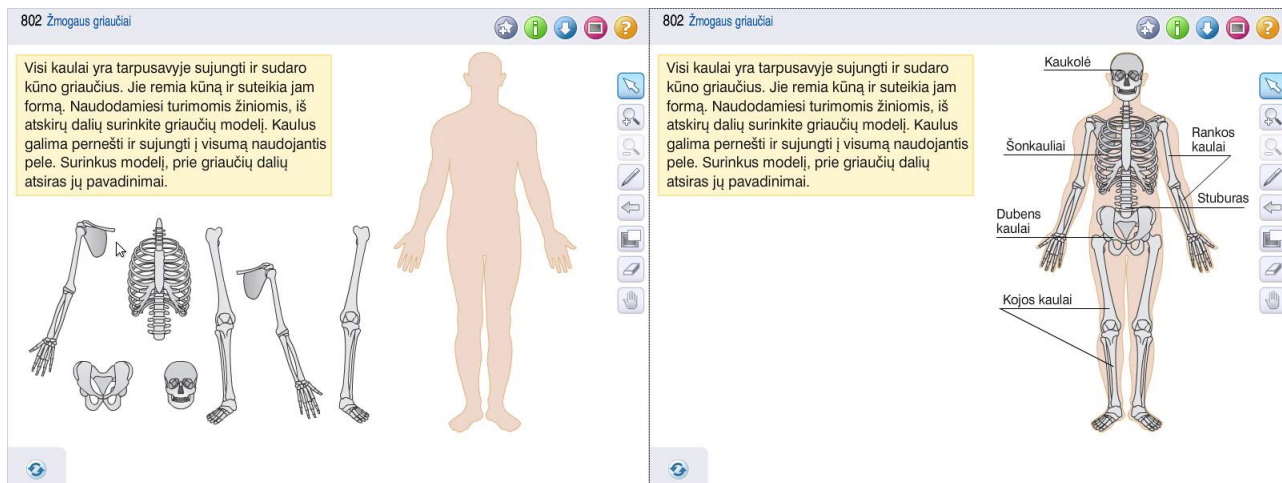 802 Žmogaus griaučiai
Visi kaulai yra tarpusavyje sujungti ir sudaro
kūno griaučius. Jie remia kūną ir suteikia jam
formą. Naudodamiesi turimomis žiniomis, iš
atskirų dalių surinkite griaučių modelį. Kaulus
galima pernešti ir sujungti į visumą naudojantis
pele. Surinkus modelį, prie griaučių dalių
atsiras jų pavadinimai.
802 Žmogaus griaučiai
Visi kaulai yra tarpusavyje sujungti ir sudaro
kūno griaučius. Jie remia kūną ir suteikia jam
formą. Naudodamiesi turimomis žiniomis, iš
atskirų dalių surinkite griaučių modelį. Kaulus
galima pernešti ir sujungti į visumą naudojantis
pele. Surinkus modelį, prie griaučių dalių
atsiras jų pavadinimai.
Kaukolė
Šonkauliai
Rankos
kaulai
Stuburas
Dubens
kaulai
Kojos kaulai